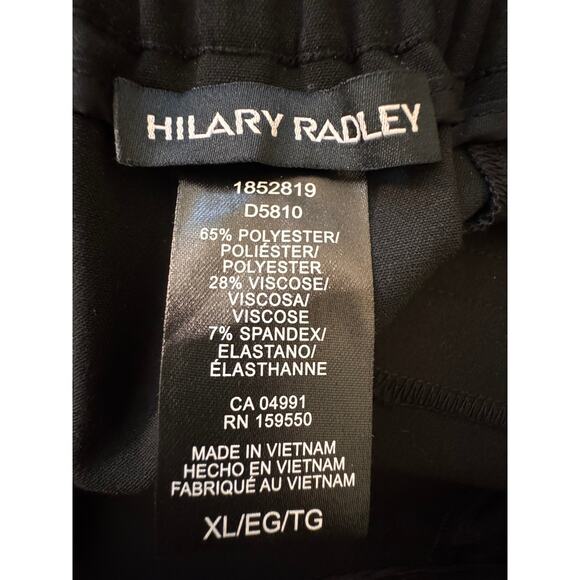 HILARY RADLEY
1852819
D5810
65% POLYESTER/
POLIÉSTER/
POLYESTER
28% VISCOSE/
VISCOSA/
VISCOSE
7% SPANDEX/
ELASTANO/
ÉLASTHANNE
CA 04991
RN 159550
MADE IN VIETNAM
HECHO EN VIETNAM
FABRIQUÉ AU VIETNAM
XL/EG/TG